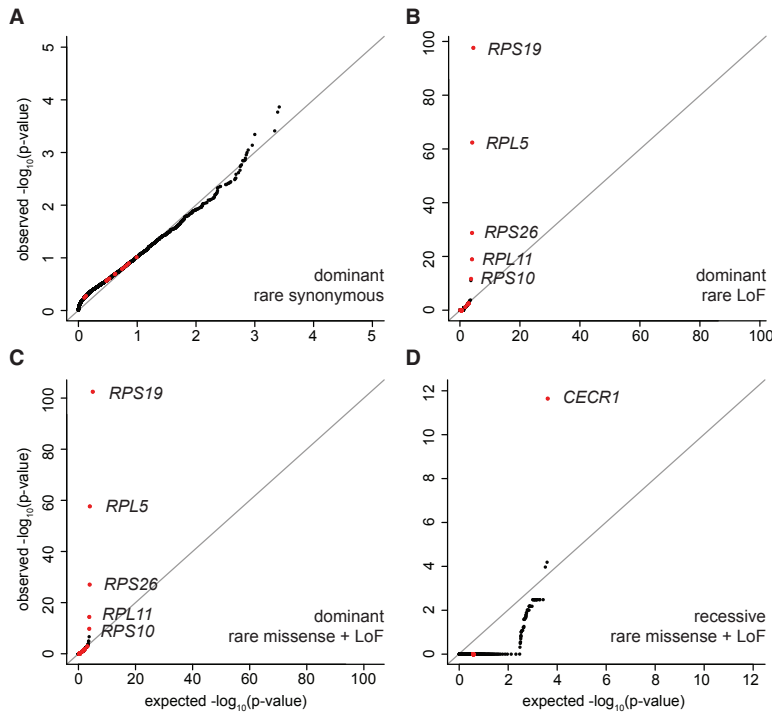 A
5
4
3
2
1
0
observed -log10(p-value)
0 1 2 3 4 5
dominant
rare synonymous
B
100
80
60
40
20
0
RPS19
RPL5
RPS26
RPL11
RPS10
dominant
rare LoF
0 20 40 60 80 100
C
100
80
60
40
20
0
observed -log10(p-value)
RPS19
RPL5
RPS26
RPL11
RPS10
dominant
rare missense + LoF
0 20 40 60 80 100
expected -log10(p-value)
D
12
10
8
6
4
2
0
CECR1
recessive
rare missense + LoF
0 2 4 6 8 10 12
expected -log10(p-value)